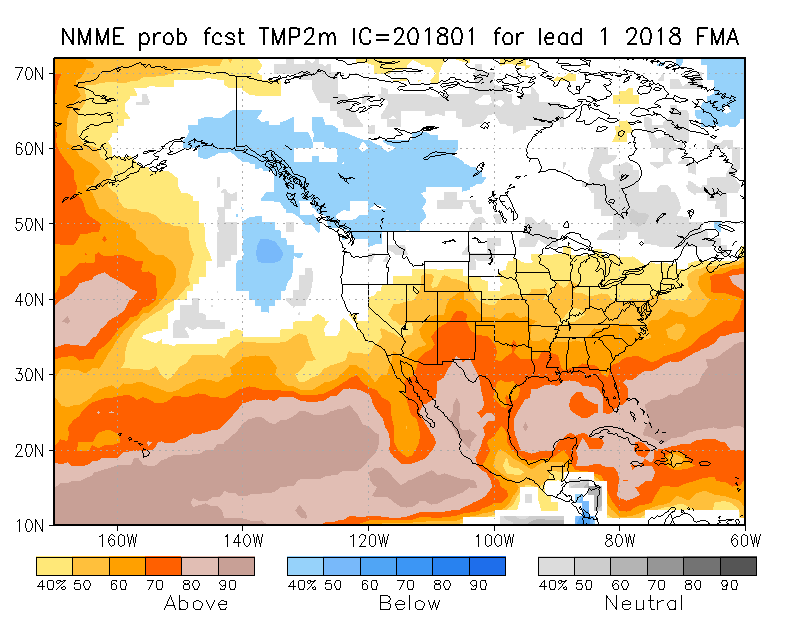 NMME prob fcst TMP2m IC=201801 for lead 1 2018 FMA
70N
60N
50N
40N
30N
20N
10N
160W 140W 120W 100W 80W 60W
40% 50 60 70 80 90 40% 50 60 70 80 90 40% 50 60 70 80 90
Above Below Neutral